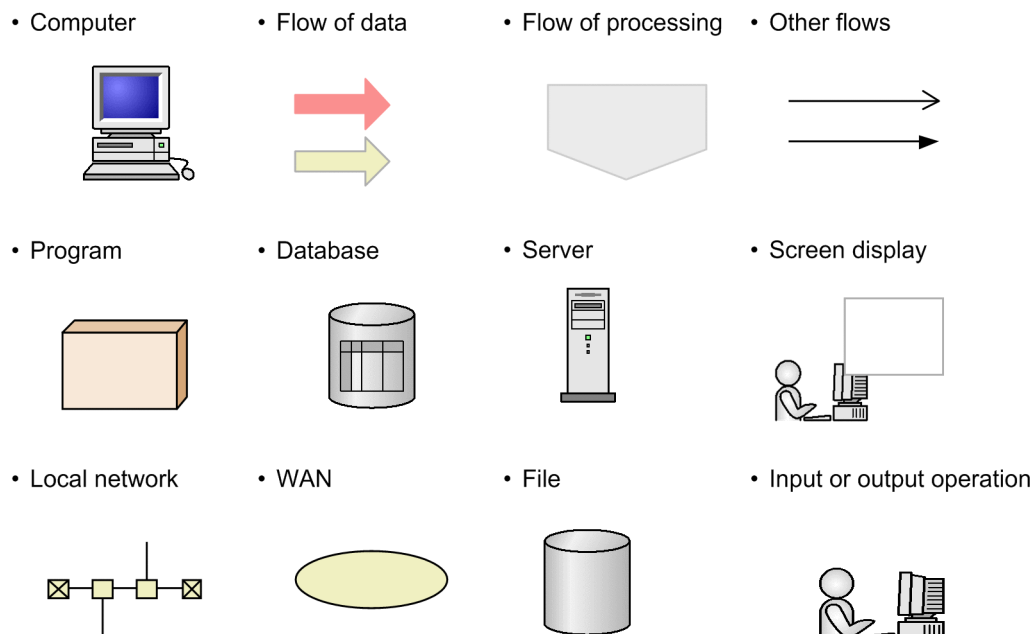 • Computer
• Flow of data
• Flow of processing
• Other flows
• Program
• Database
• Server
• Screen display
• Local network
• WAN
• File
• Input or output operation